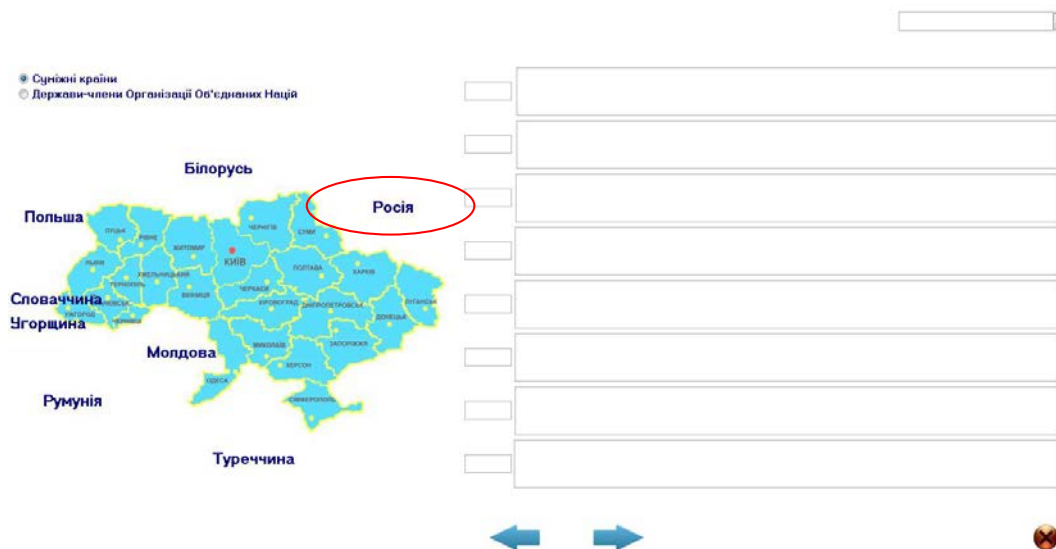 Суміжні країни
Держави-члени Організації Об'єднаних Націй
Білорусь
Росія
Польша
ЧЕРНІГІВ
СУМИ
ЛУЦЬК
РІВНЕ
ЖИТОМИР
КИЇВ
ЛЬВІВ
ПОЛТАВА
ХАРКІВ
ТЕРНОПІЛЬ
ХМЕЛЬНИЦЬКИЙ
ВІННИЦЯ
ЧЕРКАСИ
Словаччина
КІРОВОГРАД
ДНІПРОПЕТРОВСЬК
ЛУГАНСЬК
УЖГОРОД
ЧЕРНІВЦІ
ДОНЕЦЬК
Угорщина
Молдова
МИКОЛАЇВ
ЗАПОРІЖЖЯ
ХЕРСОН
ОДЕСА
Румунія
СІМФЕРОПОЛЬ
Туреччина